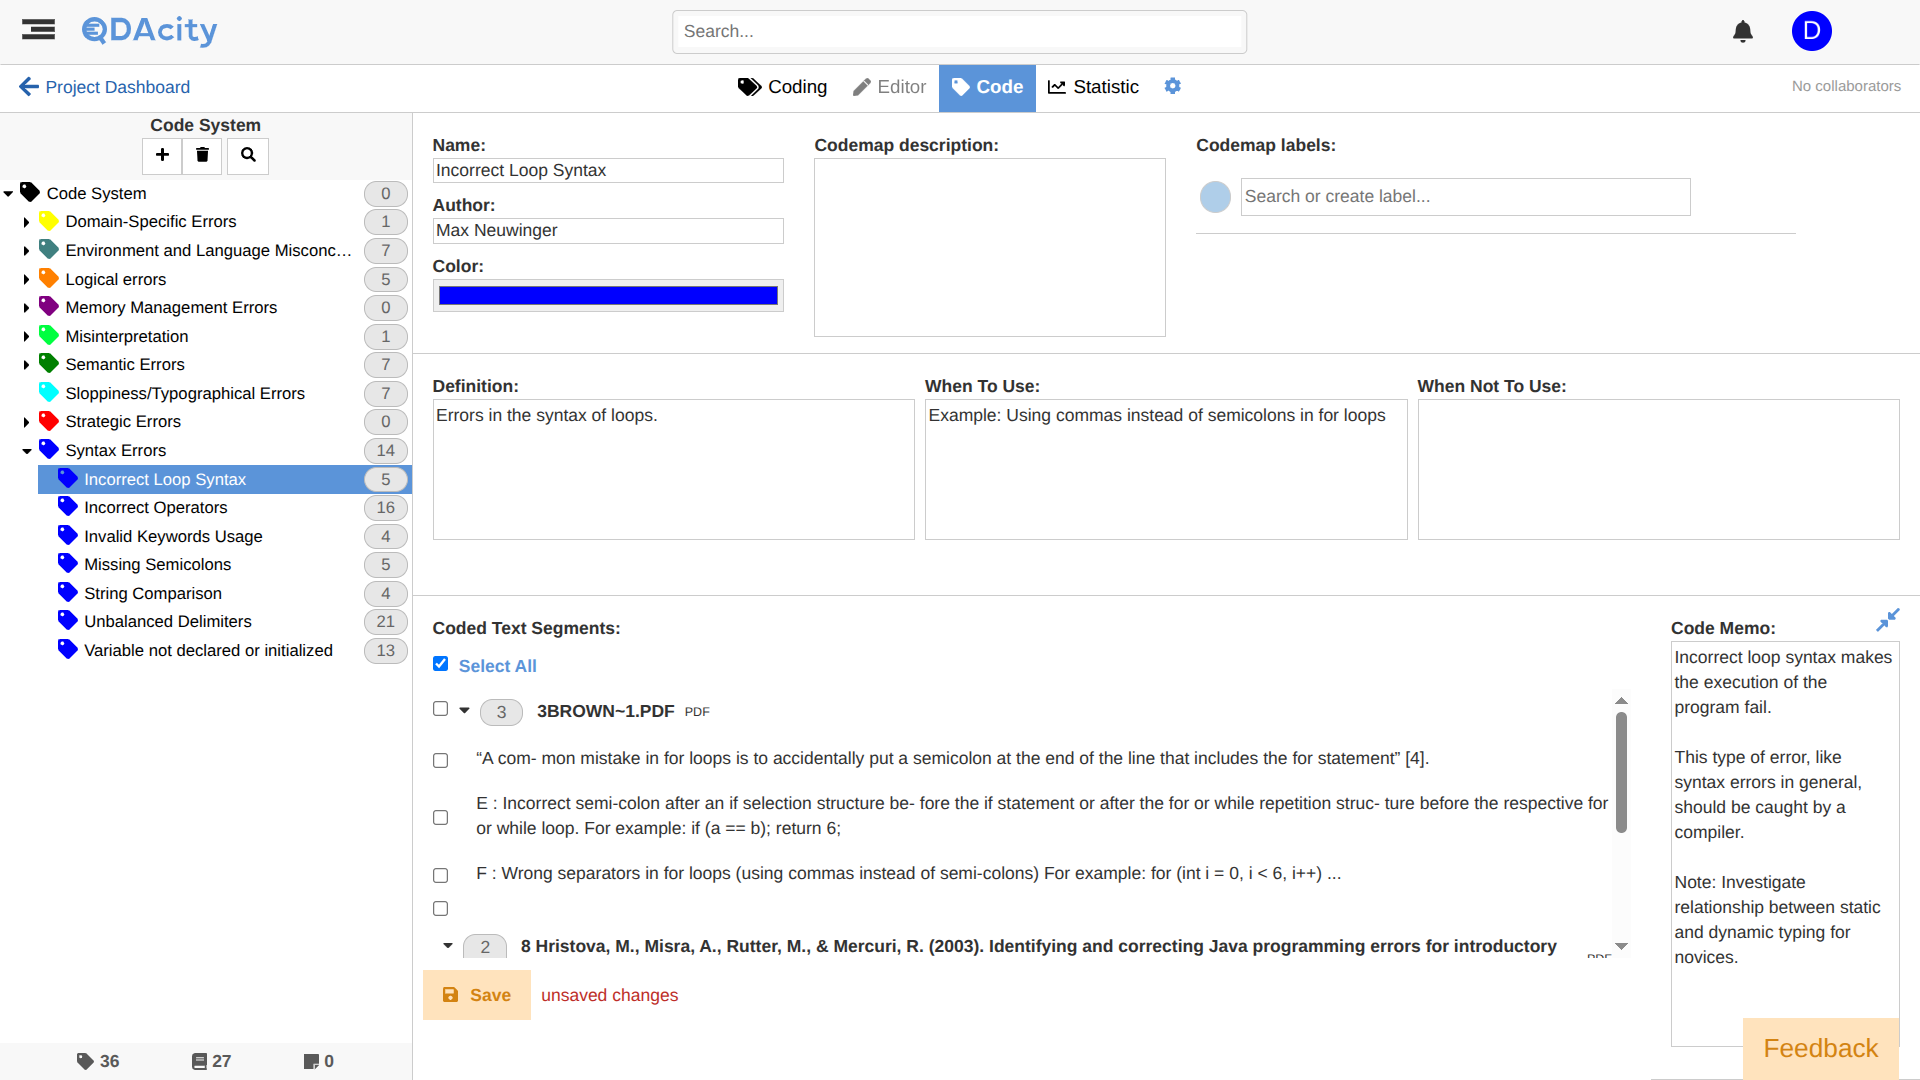 QDAcity
Search...
D
Project Dashboard
Coding
Editor
Code
Statistic
No collaborators
Code System
Code System 0
Domain-Specific Errors 1
Environment and Language Misconc... 7
Logical errors 5
Memory Management Errors 0
Misinterpretation 1
Semantic Errors 7
Sloppiness/Typographical Errors 7
Strategic Errors 0
Syntax Errors 14
Incorrect Loop Syntax 5
Incorrect Operators 16
Invalid Keywords Usage 4
Missing Semicolons 5
String Comparison 4
Unbalanced Delimiters 21
Variable not declared or initialized 13
36 27 0
Name:
Incorrect Loop Syntax
Author:
Max Neuwinger
Color:
Codemap description:
Codemap labels:
Search or create label...
Definition:
Errors in the syntax of loops.
When To Use:
Example: Using commas instead of semicolons in for loops
When Not To Use:
Coded Text Segments:
Select All
3 3BROWN~1.PDF PDF
“A com- mon mistake in for loops is to accidentally put a semicolon at the end of the line that includes the for statement” [4].
E : Incorrect semi-colon after an if selection structure be- fore the if statement or after the for or while repetition struc- ture before the respective for
or while loop. For example: if (a == b); return 6;
F : Wrong separators in for loops (using commas instead of semi-colons) For example: for (int i = 0, i < 6, i++) ...
2 8 Hristova, M., Misra, A., Rutter, M., & Mercuri, R. (2003). Identifying and correcting Java programming errors for introductory PDF
Save
unsaved changes
Code Memo:
Incorrect loop syntax makes
the execution of the
program fail.
This type of error, like
syntax errors in general,
should be caught by a
compiler.
Note: Investigate
relationship between static
and dynamic typing for
novices.
Feedback